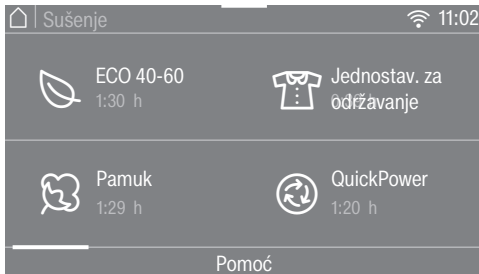 Sušenje
11:02
ECO 40-60
1:30 h
Jednostav. za
održavanje
Pamuk
1:29 h
QuickPower
1:20 h
Pomoć